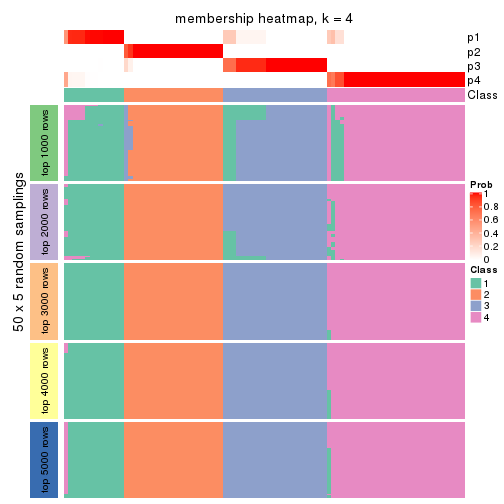 membership heatmap, k = 4
p1
p2
p3
p4
Class
50 x 5 random samplings
top 1000 rows
top 2000 rows
top 3000 rows
top 4000 rows
top 5000 rows
Prob
1
0.8
0.6
0.4
0.2
0
Class
1
2
3
4